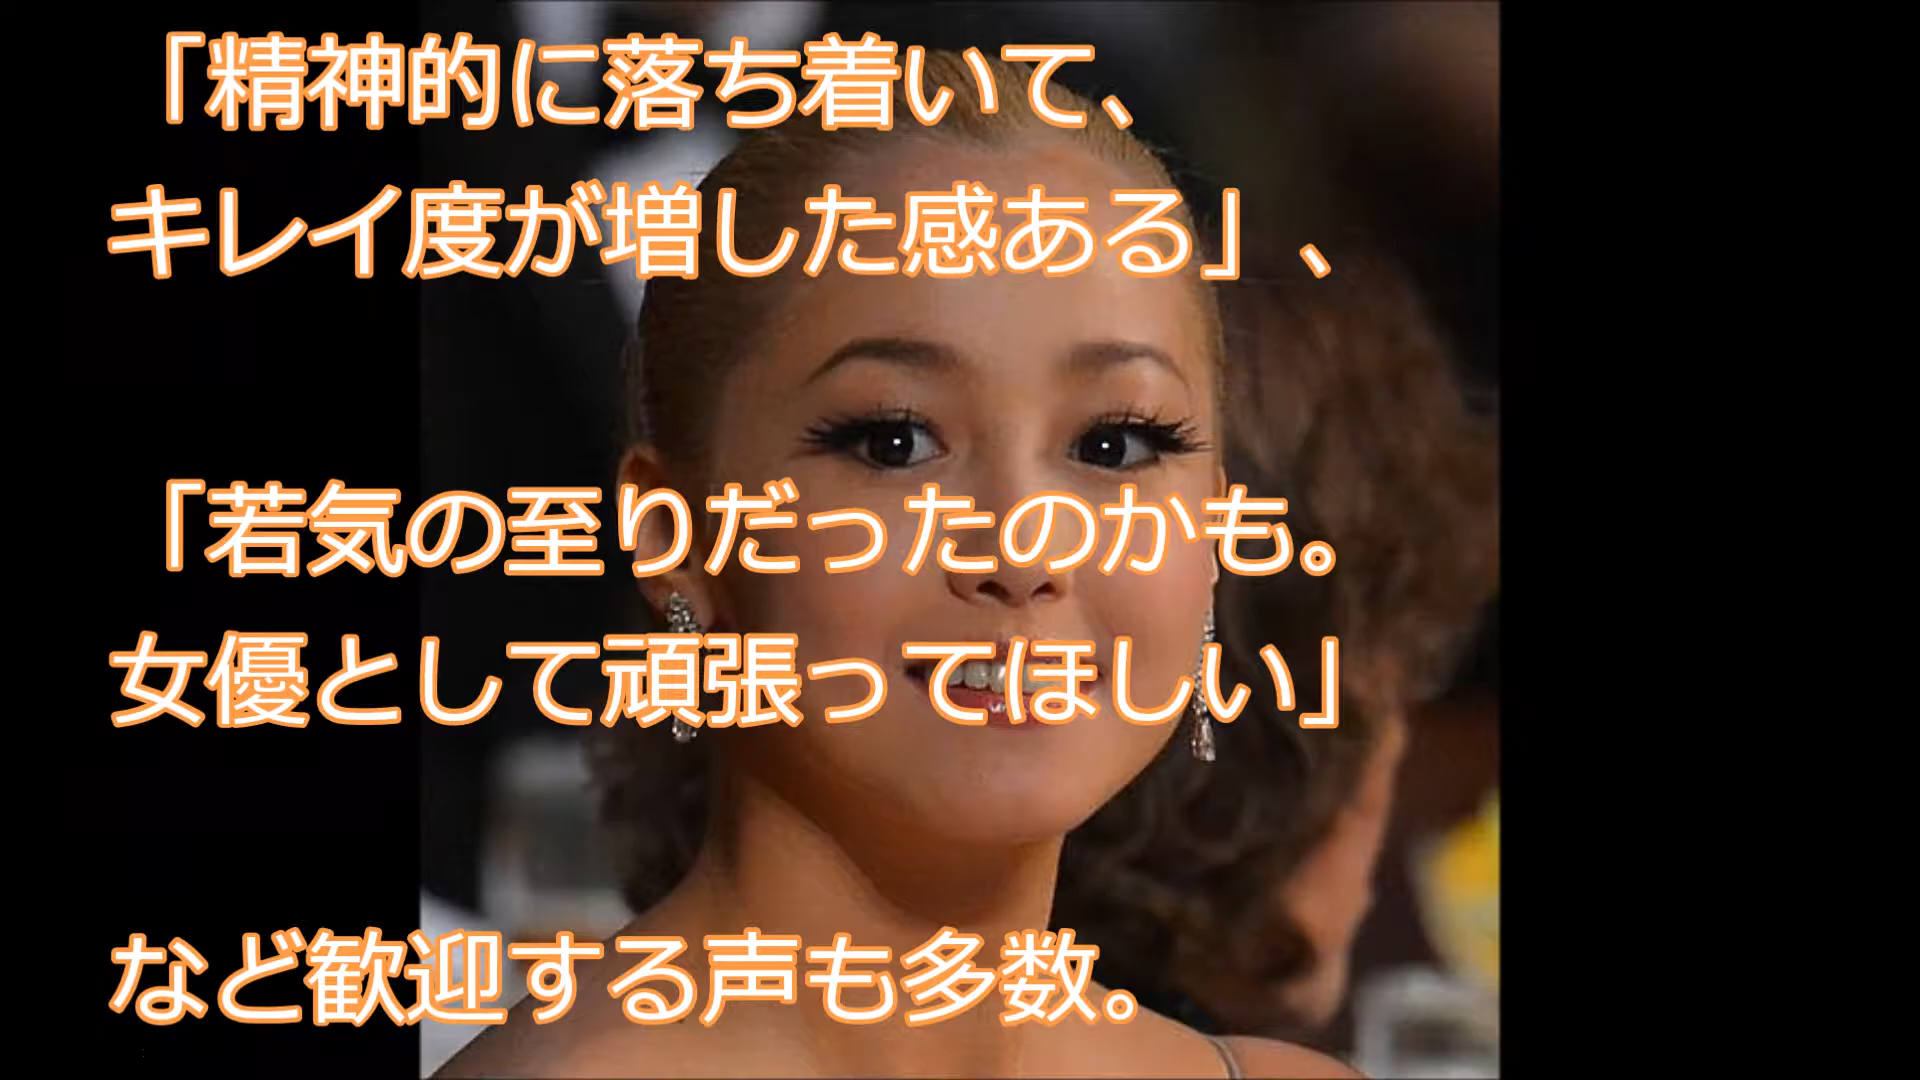 「精神的に落ち着いて、
キレイ度が増した感ある」、
「若気の至りだったのかも。
女優として頑張ってほしい」
など歓迎する声も多数。